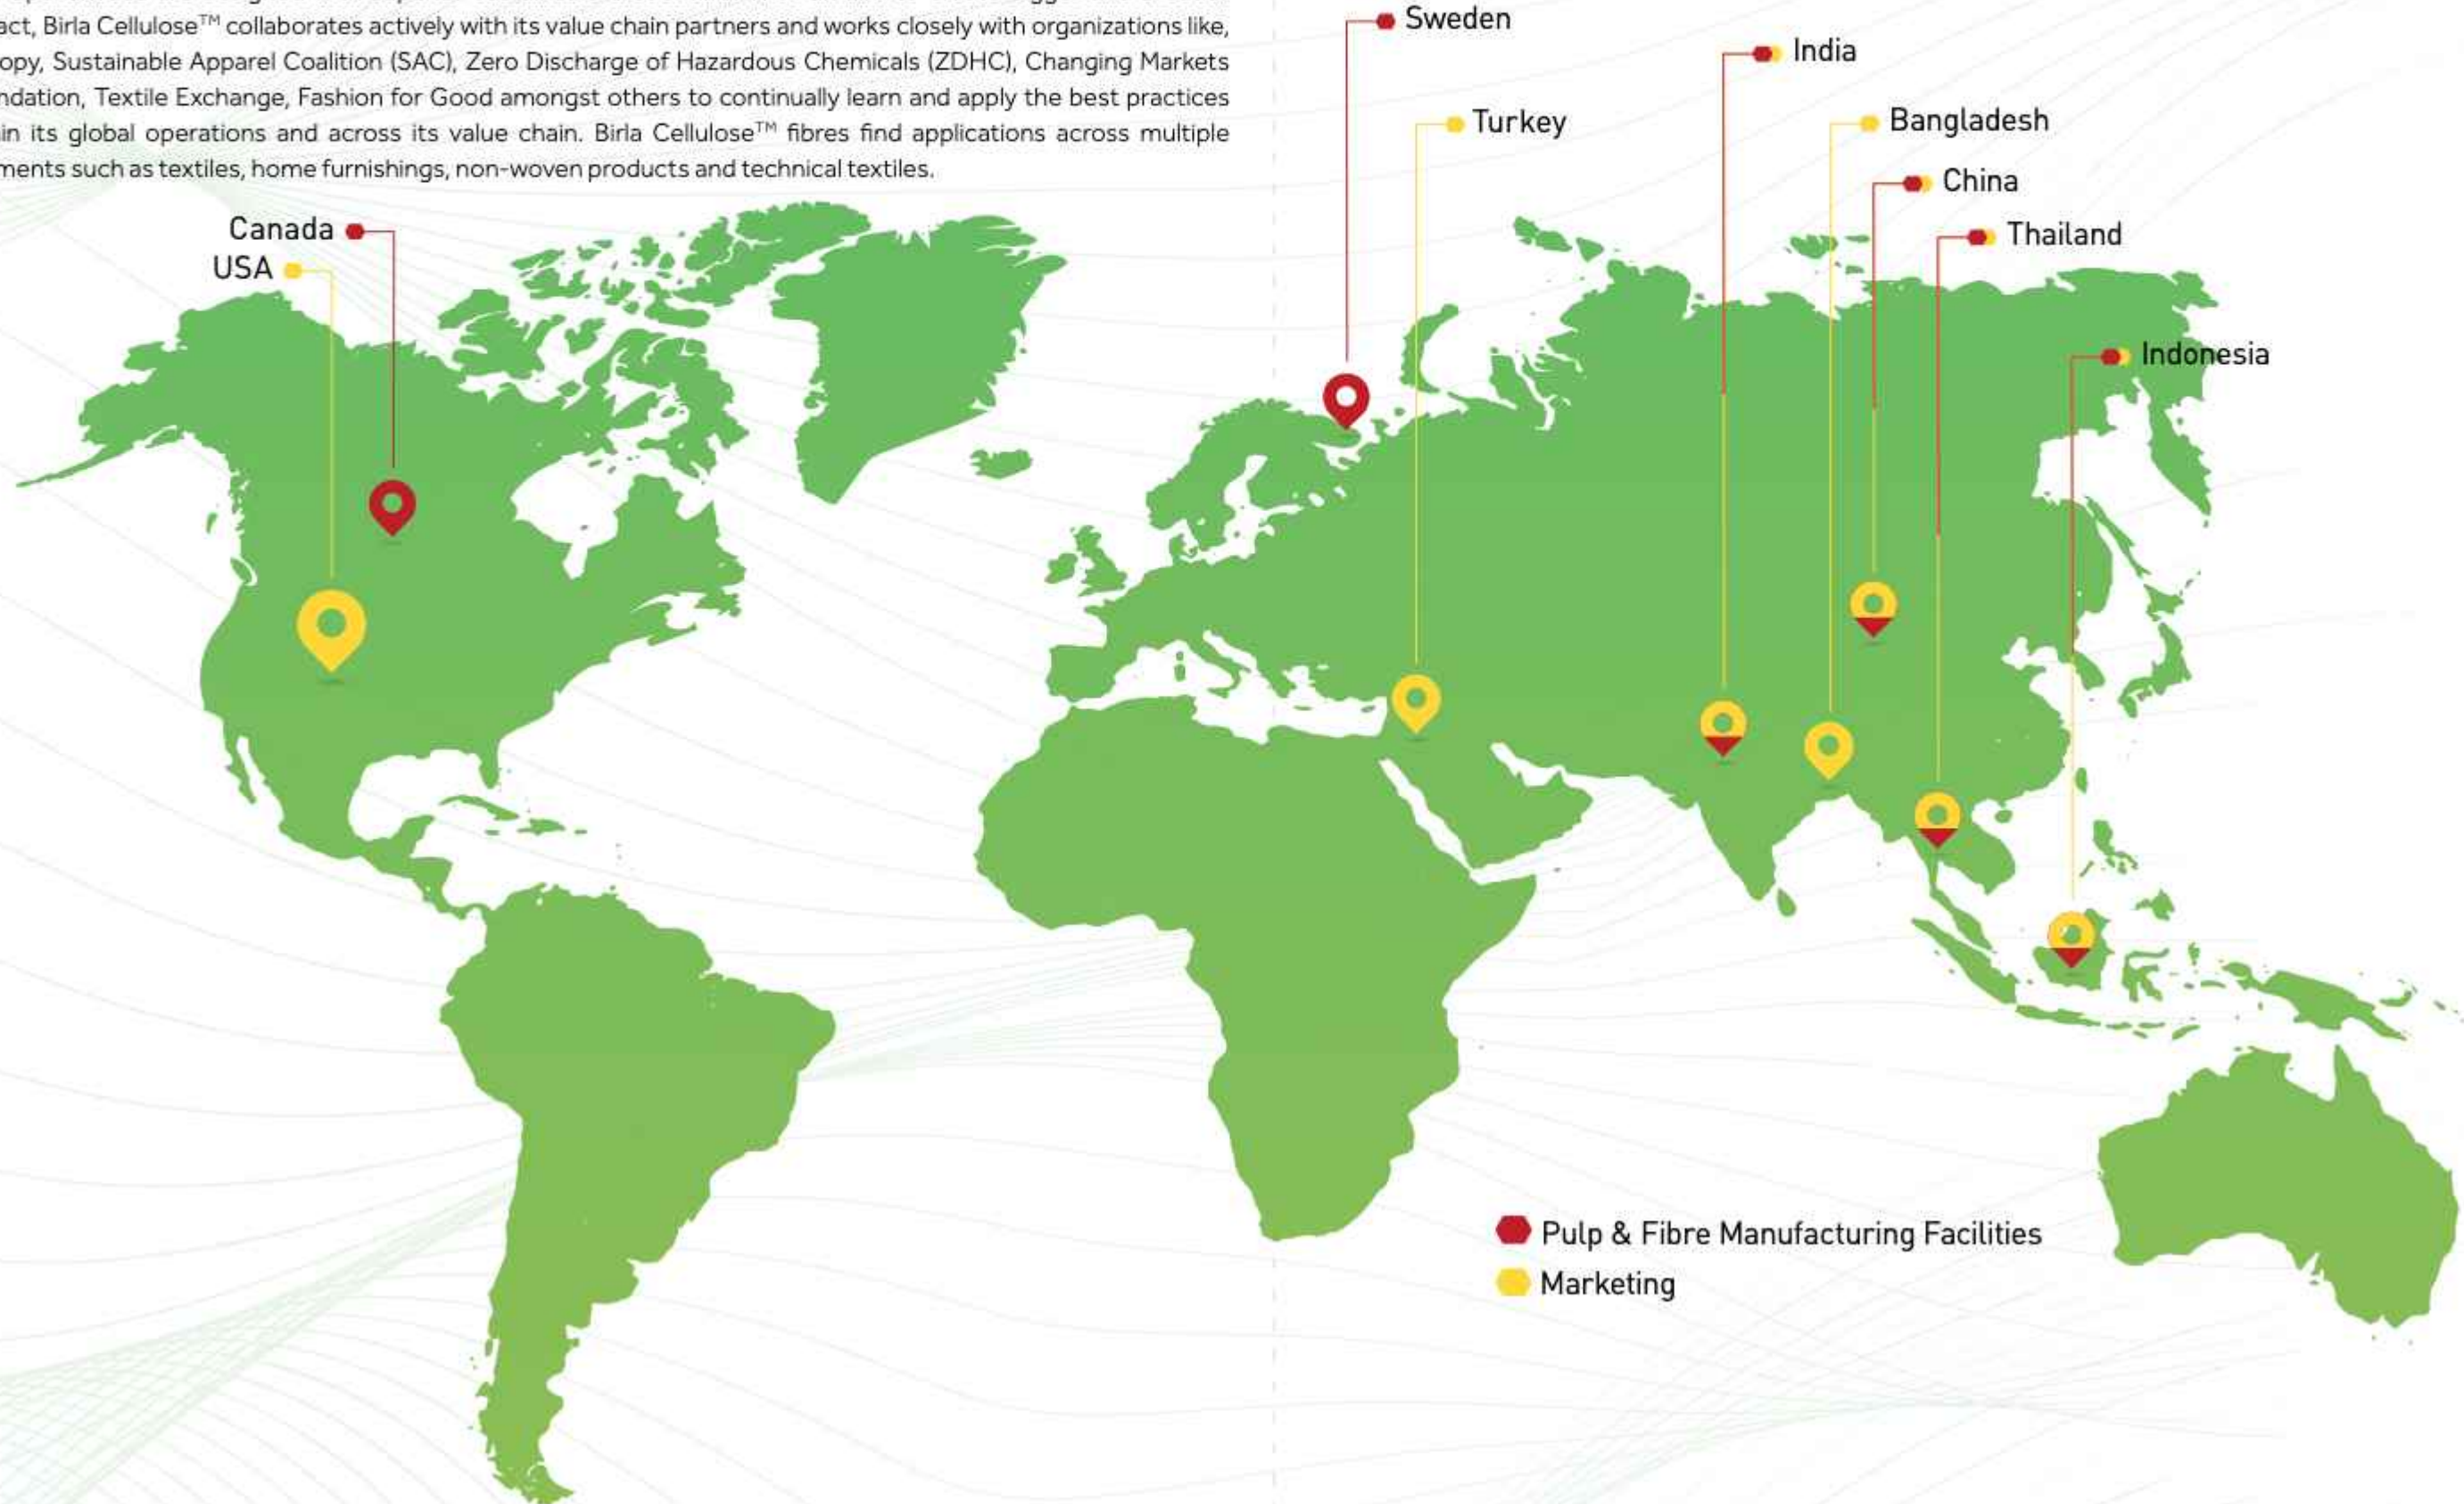 act, Birla Cellulose™ collaborates actively with its value chain partners and works closely with organizations like,
opy, Sustainable Apparel Coalition (SAC), Zero Discharge of Hazardous Chemicals (ZDHC), Changing Markets
ndation, Textile Exchange, Fashion for Good amongst others to continually learn and apply the best practices
in its global operations and across its value chain. Birla Cellulose™ fibres find applications across multiple
ments such as textiles, home furnishings, non-woven products and technical textiles.
Sweden
India
Turkey
Bangladesh
China
Canada
Thailand
USA
Indonesia
Pulp & Fibre Manufacturing Facilities
Marketing